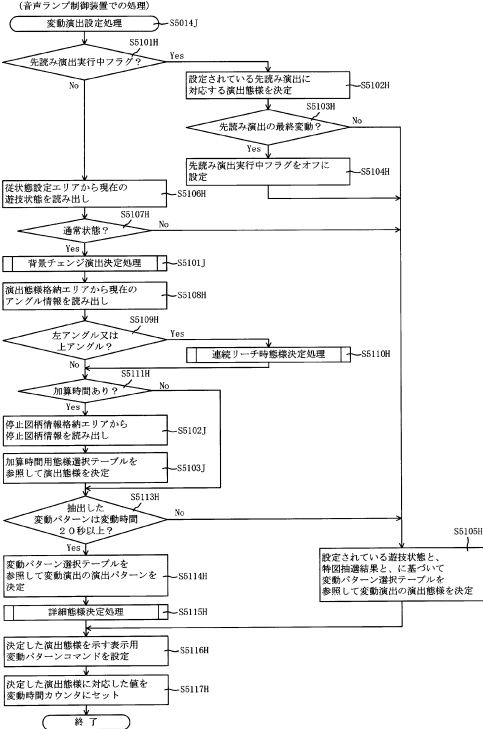 (音声ランプ制御装置での処理)
変動演出設定処理
S5014J
S5101H
先読み演出実行中フラグ？
Yes
No
設定されている先読み演出に
対応する演出態様を決定
S5102H
S5103H
先読み演出の最終変動？
No
Yes
先読み演出実行中フラグをオフに
設定
S5104H
従状態設定エリアから現在の
遊技状態を読み出し
S5106H
S5107H
通常状態？
No
Yes
背景チェンジ演出決定処理
S5101J
演出態様格納エリアから現在の
アングル情報を読み出し
S5108H
S5109H
左アングル又は
上アングル？
Yes
No
連続リーチ時態様決定処理
S5110H
S5111H
加算時間あり？
No
Yes
停止図柄情報格納エリアから
停止図柄情報を読み出し
S5102J
加算時間用態様選択テーブルを
参照して演出態様を決定
S5103J
S5113H
抽出した
変動パターンは変動時間
２０秒以上？
No
Yes
S5105H
設定されている遊技状態と、
特図抽選結果と、に基づいて
変動パターン選択テーブルを
参照して変動演出の演出態様を決定
変動パターン選択テーブルを
参照して変動演出の演出パターンを
決定
S5114H
詳細態様決定処理
S5115H
決定した演出態様を示す表示用
変動パターンコマンドを設定
S5116H
決定した演出態様に対応した値を
変動時間カウンタにセット
S5117H
終了